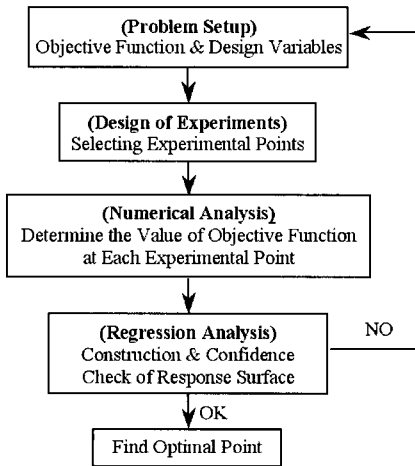 (Problem Setup)
Objective Function & Design Variables
(Design of Experiments)
Selecting Experimental Points
(Numerical Analysis)
Determine the Value of Objective Function
at Each Experimental Point
(Regression Analysis)
Construction & Confidence
Check of Response Surface
NO
OK
Find Optimal Point